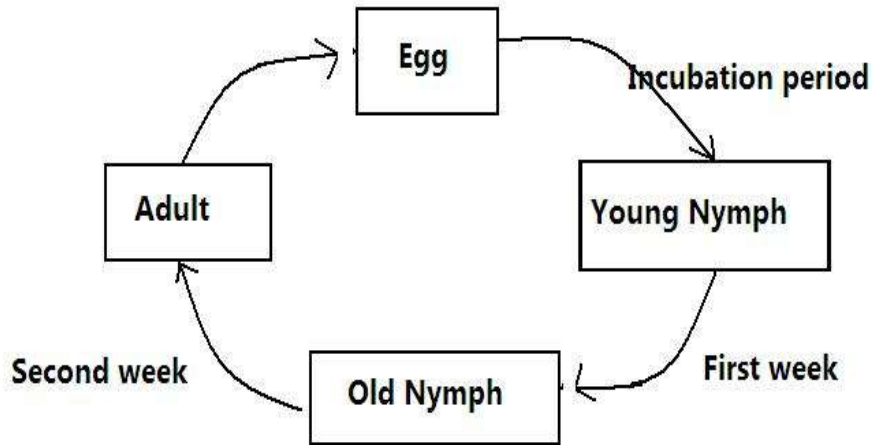 Egg
Incubation period
Adult
Young Nymph
Second week
Old Nymph
First week